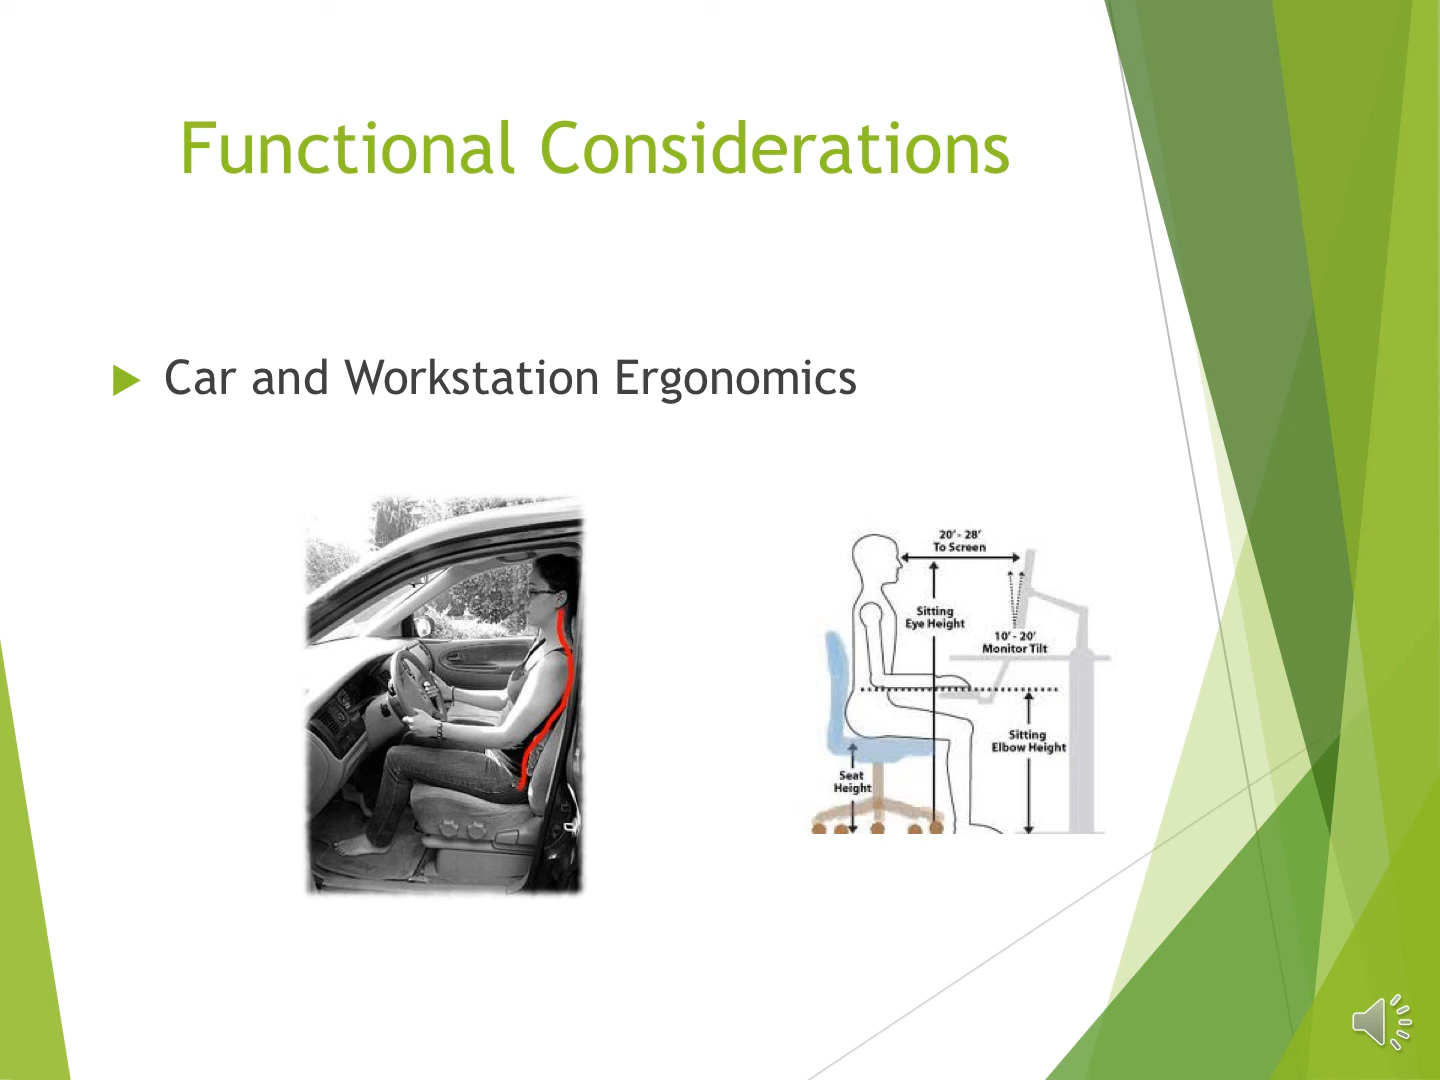 Functional Considerations
Car and Workstation Ergonomics
20’- 28’
To Screen
Sitting
Eye Height
10’- 20’
Monitor Tilt
Sitting
Elbow Height
Seat
Height